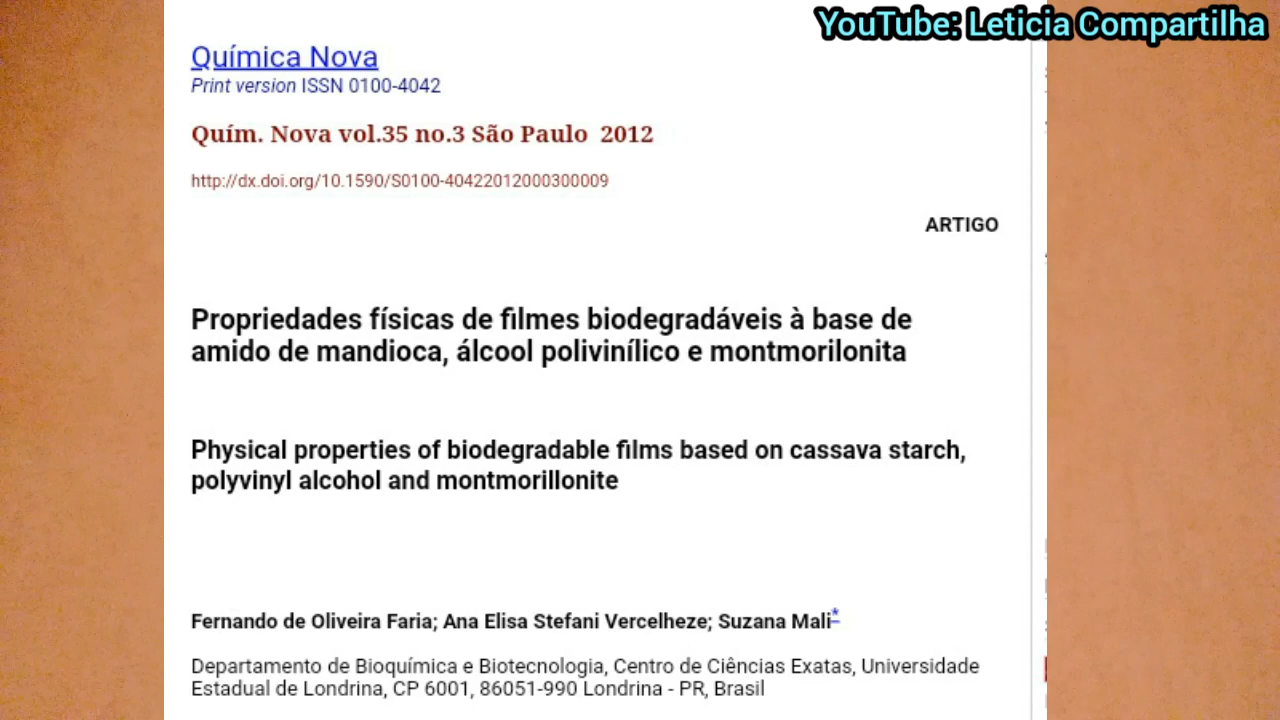 YouTube: Leticia Compartilha
Química Nova
Print version ISSN 0100-4042
Quím. Nova vol.35 no.3 São Paulo 2012
http://dx.doi.org/10.1590/S0100-40422012000300009
ARTIGO
Propriedades físicas de filmes biodegradáveis à base de
amido de mandioca, álcool polivinílico e montmorilonita
Physical properties of biodegradable films based on cassava starch,
polyvinyl alcohol and montmorillonite
Fernando de Oliveira Faria; Ana Elisa Stefani Vercelheze; Suzana Mali*
Departamento de Bioquímica e Biotecnologia, Centro de Ciências Exatas, Universidade
Estadual de Londrina, CP 6001, 86051-990 Londrina - PR, Brasil